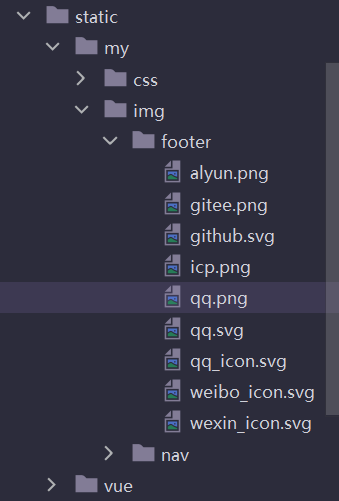 static
my
css
img
footer
alyun.png
gitee.png
github.svg
icp.png
qq.png
qq.svg
qq_icon.svg
weibo_icon.svg
wexin_icon.svg
nav
vue